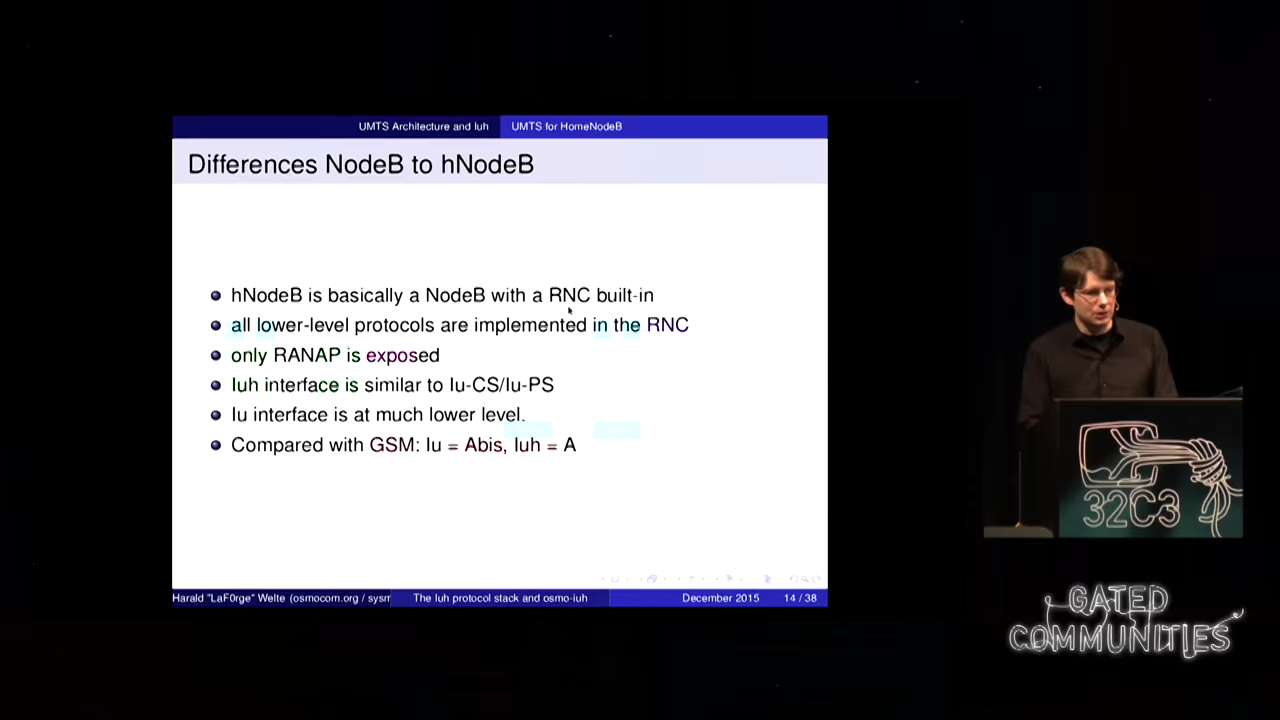 UMTS Architecture and Iuh UMTS for HomeNodeB
Differences NodeB to hNodeB
hNodeB is basically a NodeB with a RNC built-in
all lower-level protocols are implemented in the RNC
only RANAP is exposed
Iuh interface is similar to Iu-CS/Iu-PS
Iu interface is at much lower level.
Compared with GSM: Iu = Abis, Iuh = A
Harald "LaF0rge" Welte (osmocom.org / sysm The Iuh protocol stack and osmo-iuh December 2015 14 / 38
32C3
GATED
COMMUNITIES